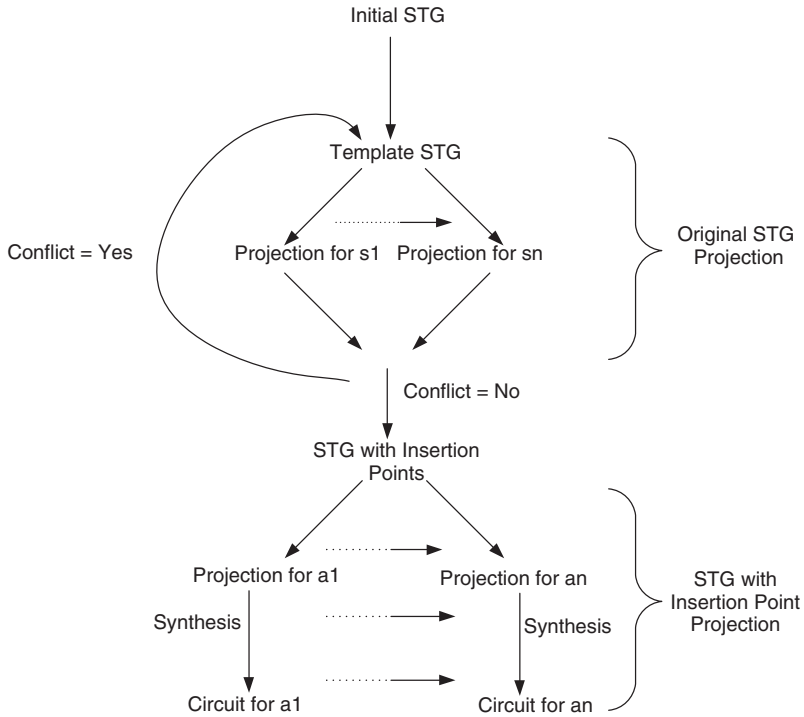 Initial STG
Template STG
Conflict = Yes
Projection for s1
Projection for sn
Original STG
Projection
Conflict = No
STG with Insertion
Points
Projection for a1
Projection for an
STG with
Insertion Point
Projection
Synthesis
Synthesis
Circuit for a1
Circuit for an